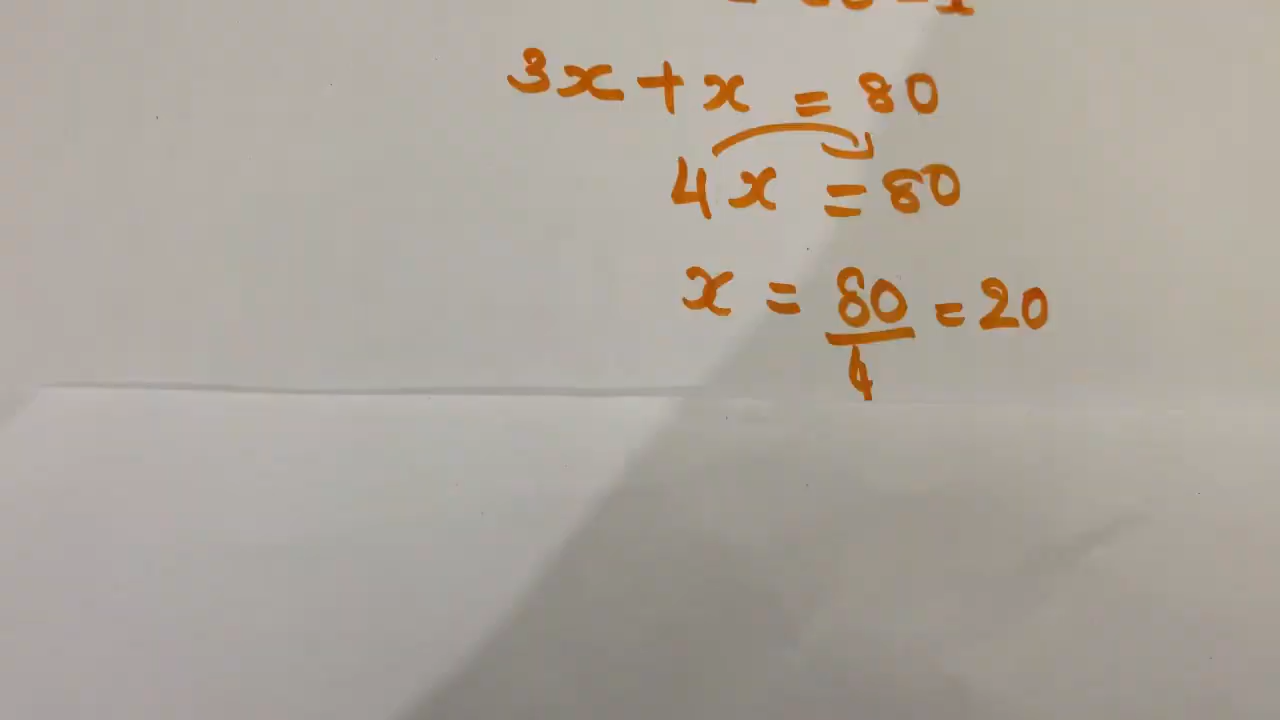 3x + x = 80
4x = 80
x = 80/4 = 20